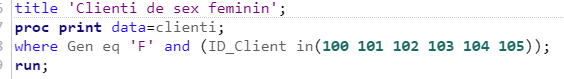 title 'Clienti de sex feminin';
proc print data=clienti;
where Gen eq 'F' and (ID_Client in(100 101 102 103 104 105));
run;